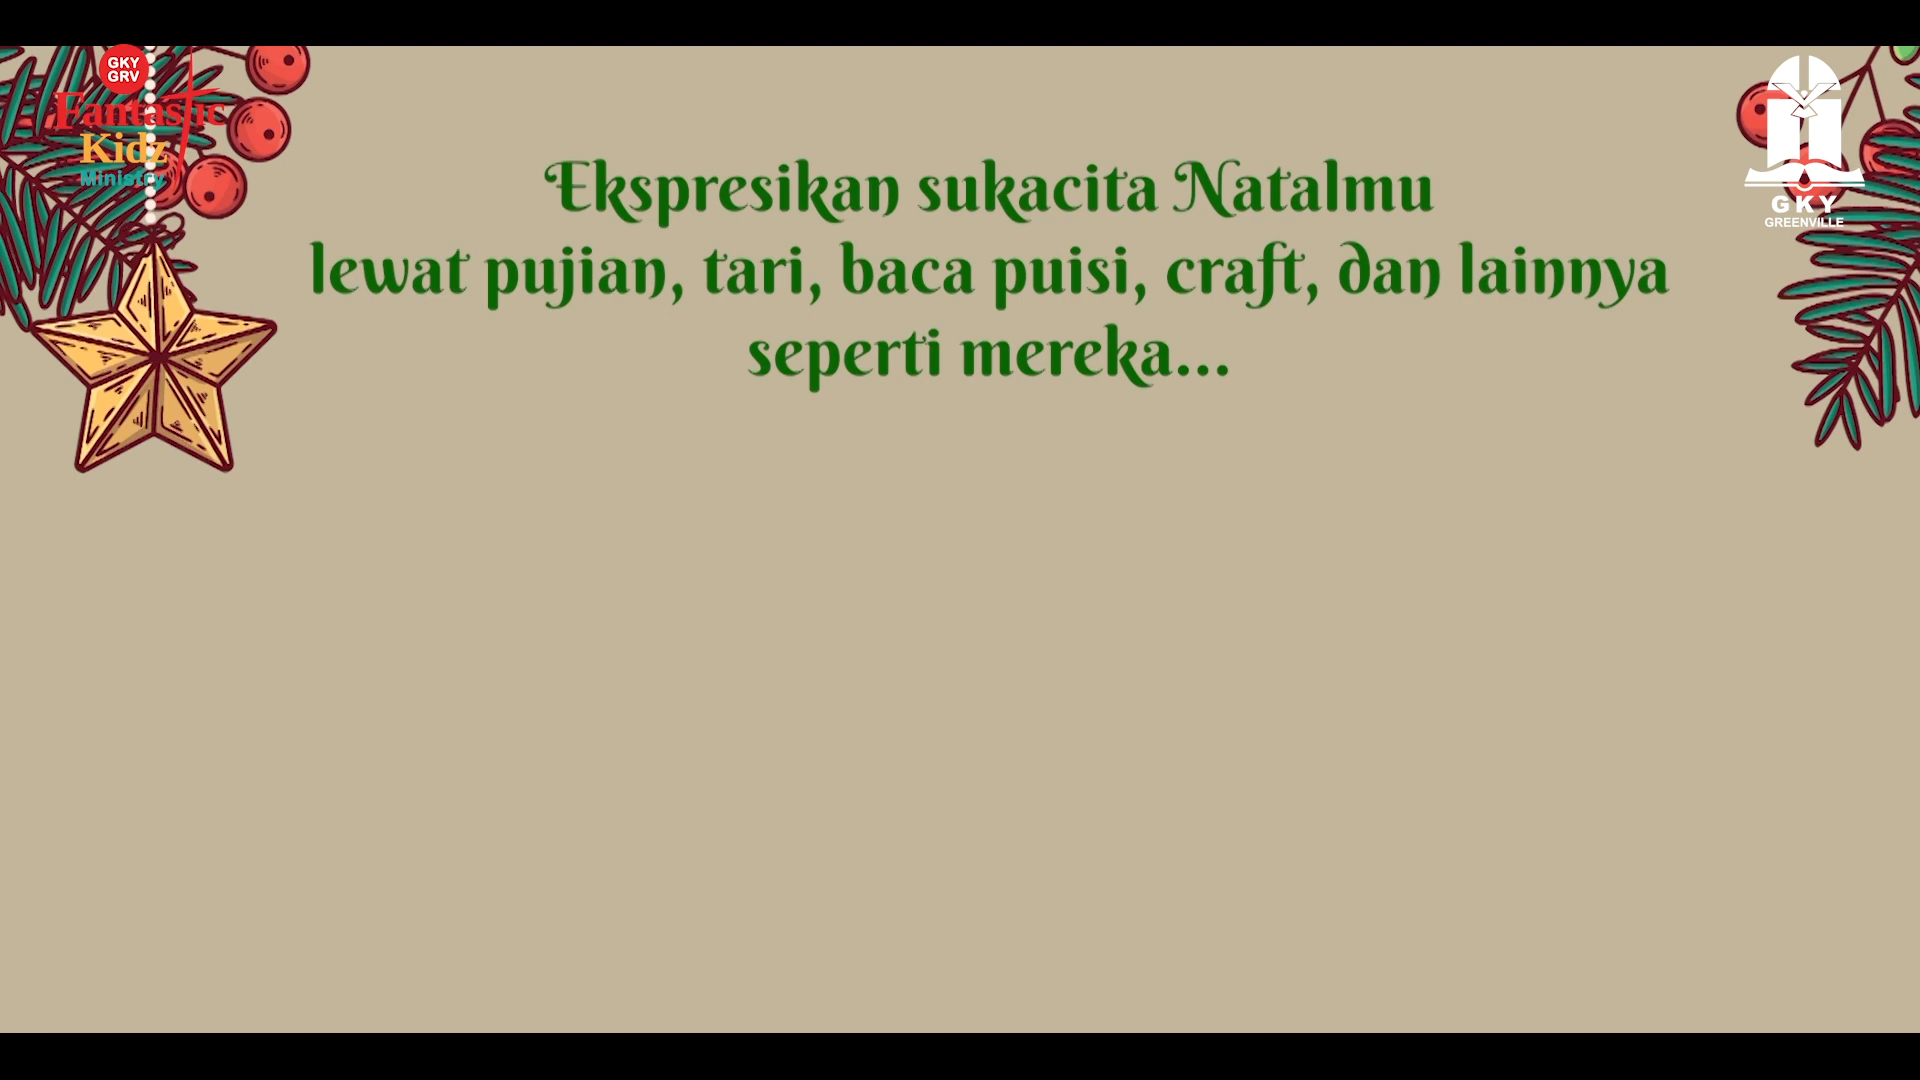 GKY
GRV
Fantastic
Kidz
Ministry
Ekspresikan sukacita Natalmu
lewat pujian, tari, baca puisi, craft, dan lainnya
seperti mereka...
GKY
GREENVILLE